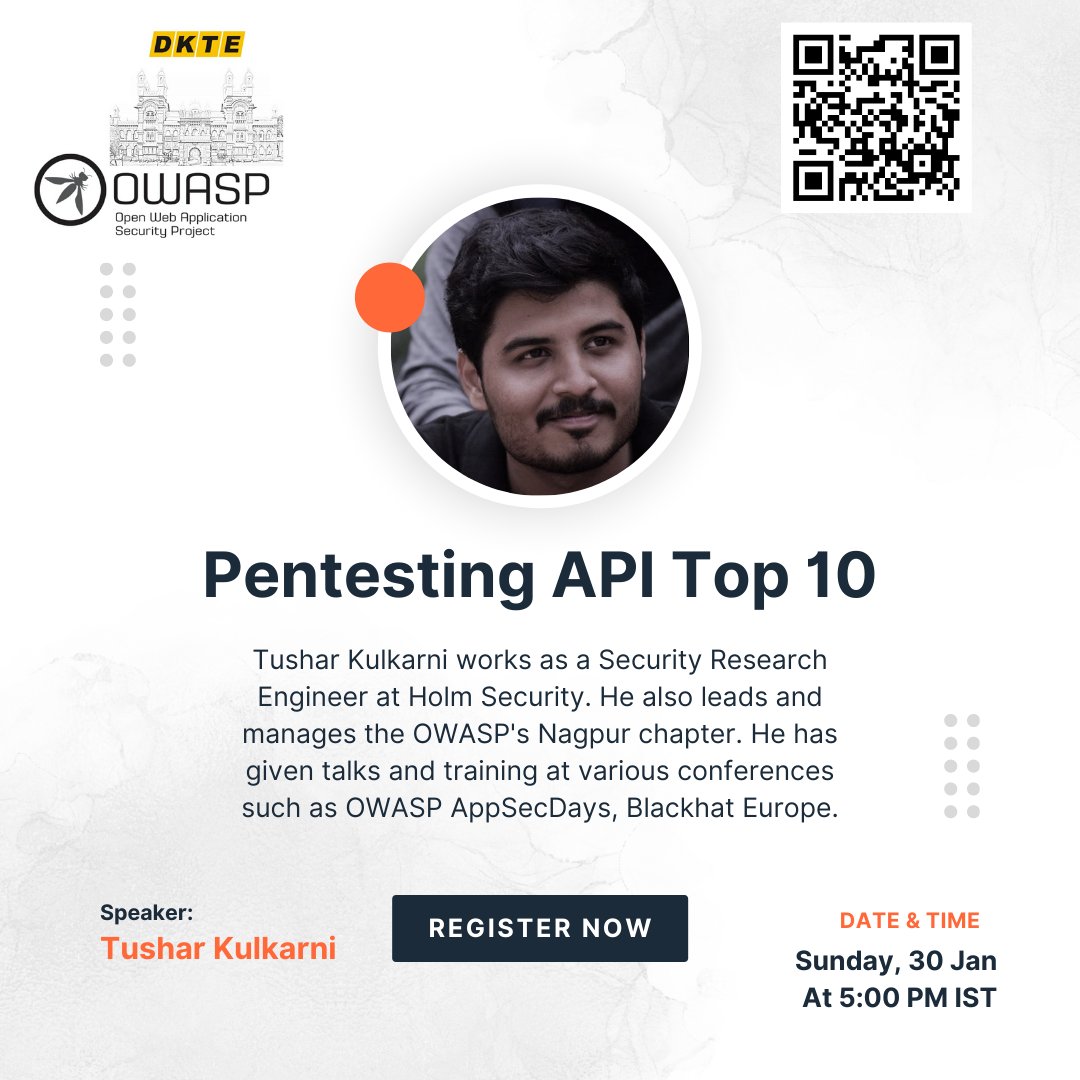 DKTE
OWASP
Open Web Application
Security Project
Pentesting API Top 10
Tushar Kulkarni works as a Security Research
Engineer at Holm Security. He also leads and
manages the OWASP's Nagpur chapter. He has
given talks and training at various conferences
such as OWASP AppSecDays, Blackhat Europe.
Speaker:
Tushar Kulkarni
REGISTER NOW
DATE & TIME
Sunday, 30 Jan
At 5:00 PM IST